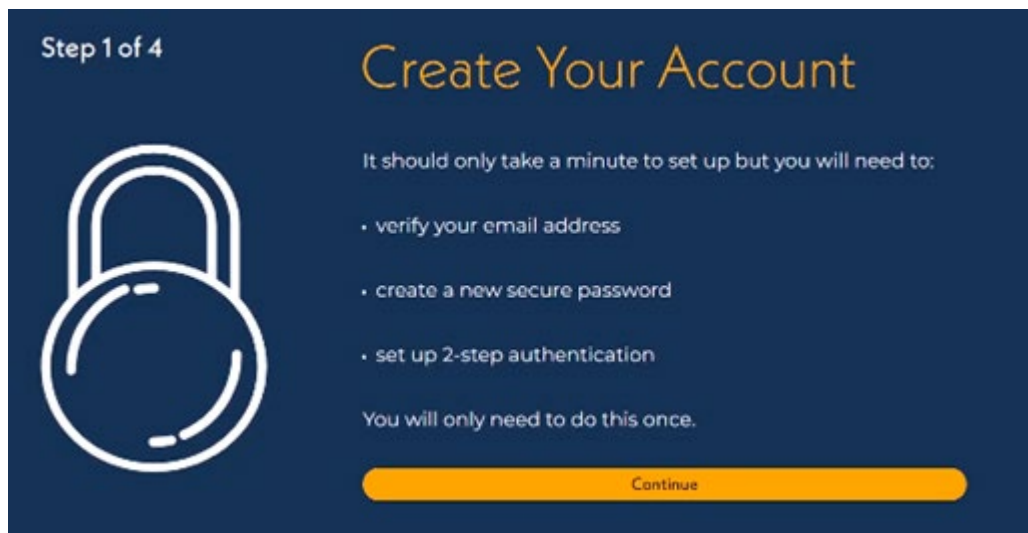 Step 1 of 4
Create Your Account
It should only take a minute to set up but you will need to:
• verify your email address
• create a new secure password
• set up 2-step authentication
You will only need to do this once.
Continue